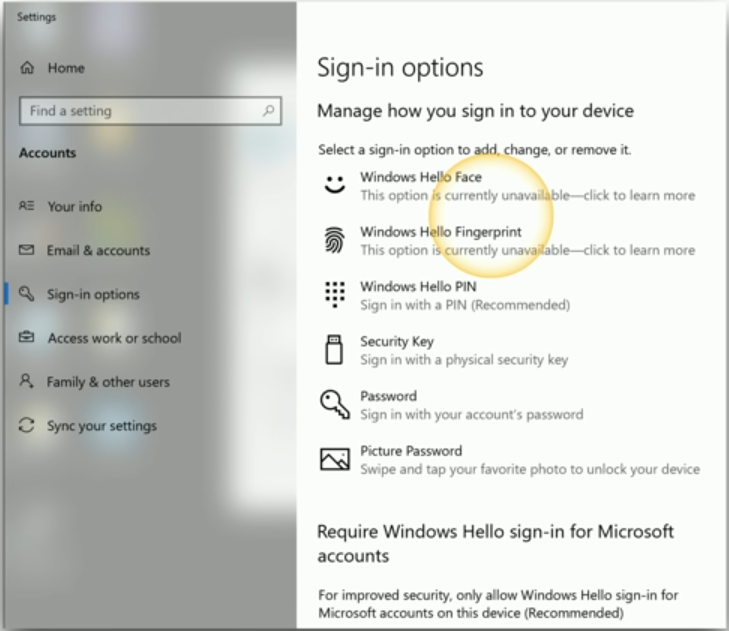 Settings
Home
Find a setting
Accounts
Your info
Email & accounts
Sign-in options
Access work or school
Family & other users
Sync your settings
Sign-in options
Manage how you sign in to your device
Select a sign-in option to add, change, or remove it.
Windows Hello Face
This option is currently unavailable—click to learn more
Windows Hello Fingerprint
This option is currently unavailable—click to learn more
Windows Hello PIN
Sign in with a PIN (Recommended)
Security Key
Sign in with a physical security key
Password
Sign in with your account's password
Picture Password
Swipe and tap your favorite photo to unlock your device
Require Windows Hello sign-in for Microsoft
accounts
For improved security, only allow Windows Hello sign-in for
Microsoft accounts on this device (Recommended)